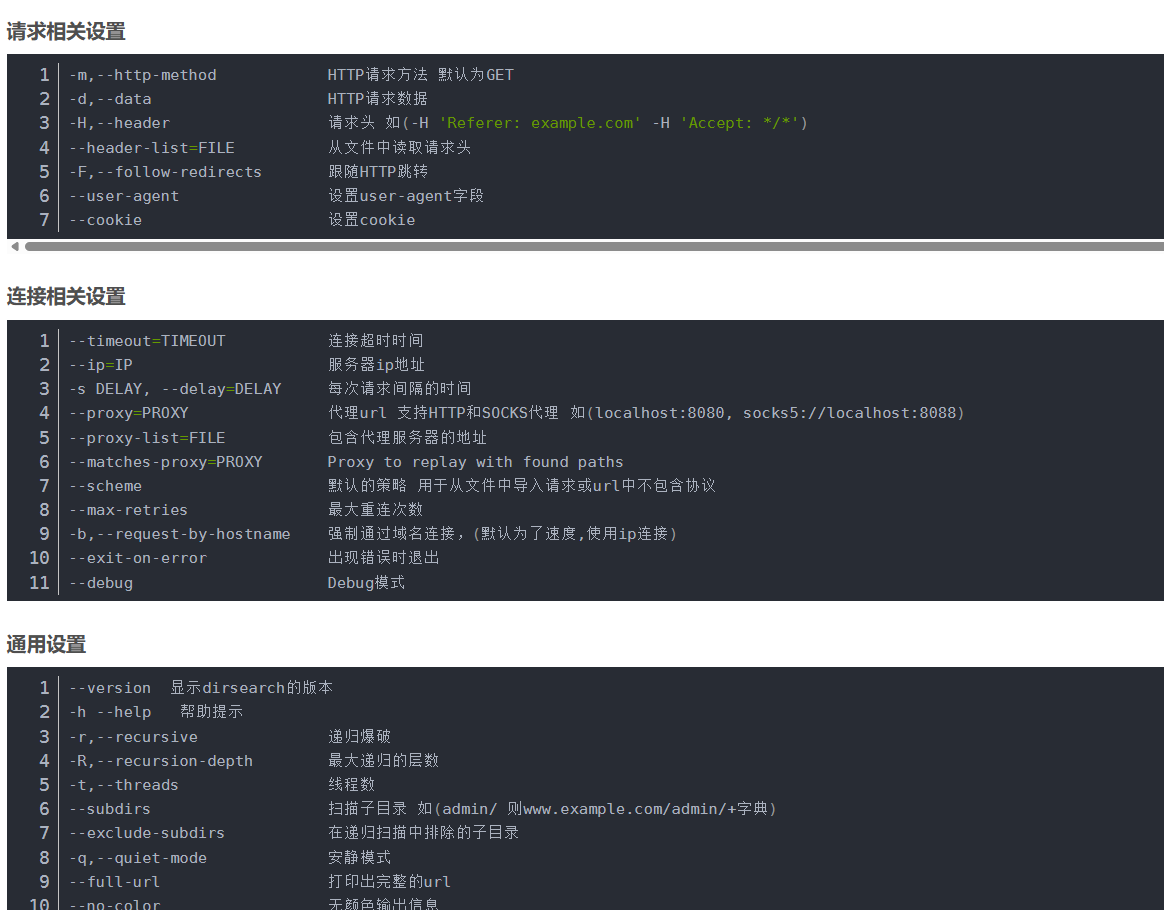 请求相关设置
1 -m,--http-method HTTP请求方法 默认为GET
2 -d,--data HTTP请求数据
3 -H,--header 请求头 如(-H 'Referer: example.com' -H 'Accept: */*')
4 --header-list=FILE 从文件中读取请求头
5 -F,--follow-redirects 跟随HTTP跳转
6 --user-agent 设置user-agent字段
7 --cookie 设置cookie
连接相关设置
1 --timeout=TIMEOUT 连接超时时间
2 --ip=IP 服务器ip地址
3 -s DELAY, --delay=DELAY 每次请求间隔的时间
4 --proxy=PROXY 代理url 支持HTTP和SOCKS代理 如(localhost:8080, socks5://localhost:8088)
5 --proxy-list=FILE 包含代理服务器的地址
6 --matches-proxy=PROXY Proxy to replay with found paths
7 --scheme 默认的策略 用于从文件中导入请求或url中不包含协议
8 --max-retries 最大重连次数
9 -b,--request-by-hostname 强制通过域名连接，(默认为了速度,使用ip连接)
10 --exit-on-error 出现错误时退出
11 --debug Debug模式
通用设置
1 --version 显示dirsearch的版本
2 -h --help 帮助提示
3 -r,--recursive 递归爆破
4 -R,--recursion-depth 最大递归的层数
5 -t,--threads 线程数
6 --subdirs 扫描子目录 如(admin/ 则www.example.com/admin/+字典)
7 --exclude-subdirs 在递归扫描中排除的子目录
8 -q,--quiet-mode 安静模式
9 --full-url 打印出完整的url
10 --no-color 无颜色输出信息